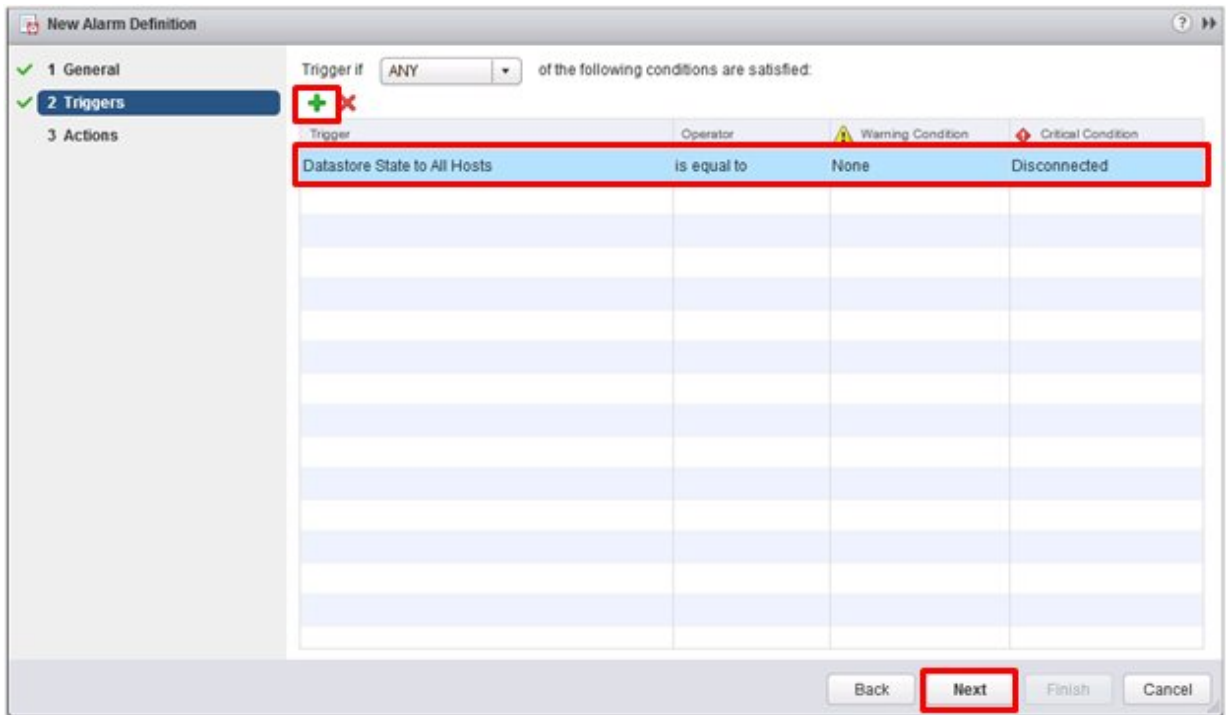 New Alarm Definition
1 General
2 Triggers
3 Actions
Trigger if ANY of the following conditions are satisfied:
Trigger Operator Warning Condition Critical Condition
Datastore State to All Hosts is equal to None Disconnected
Back Next Finish Cancel